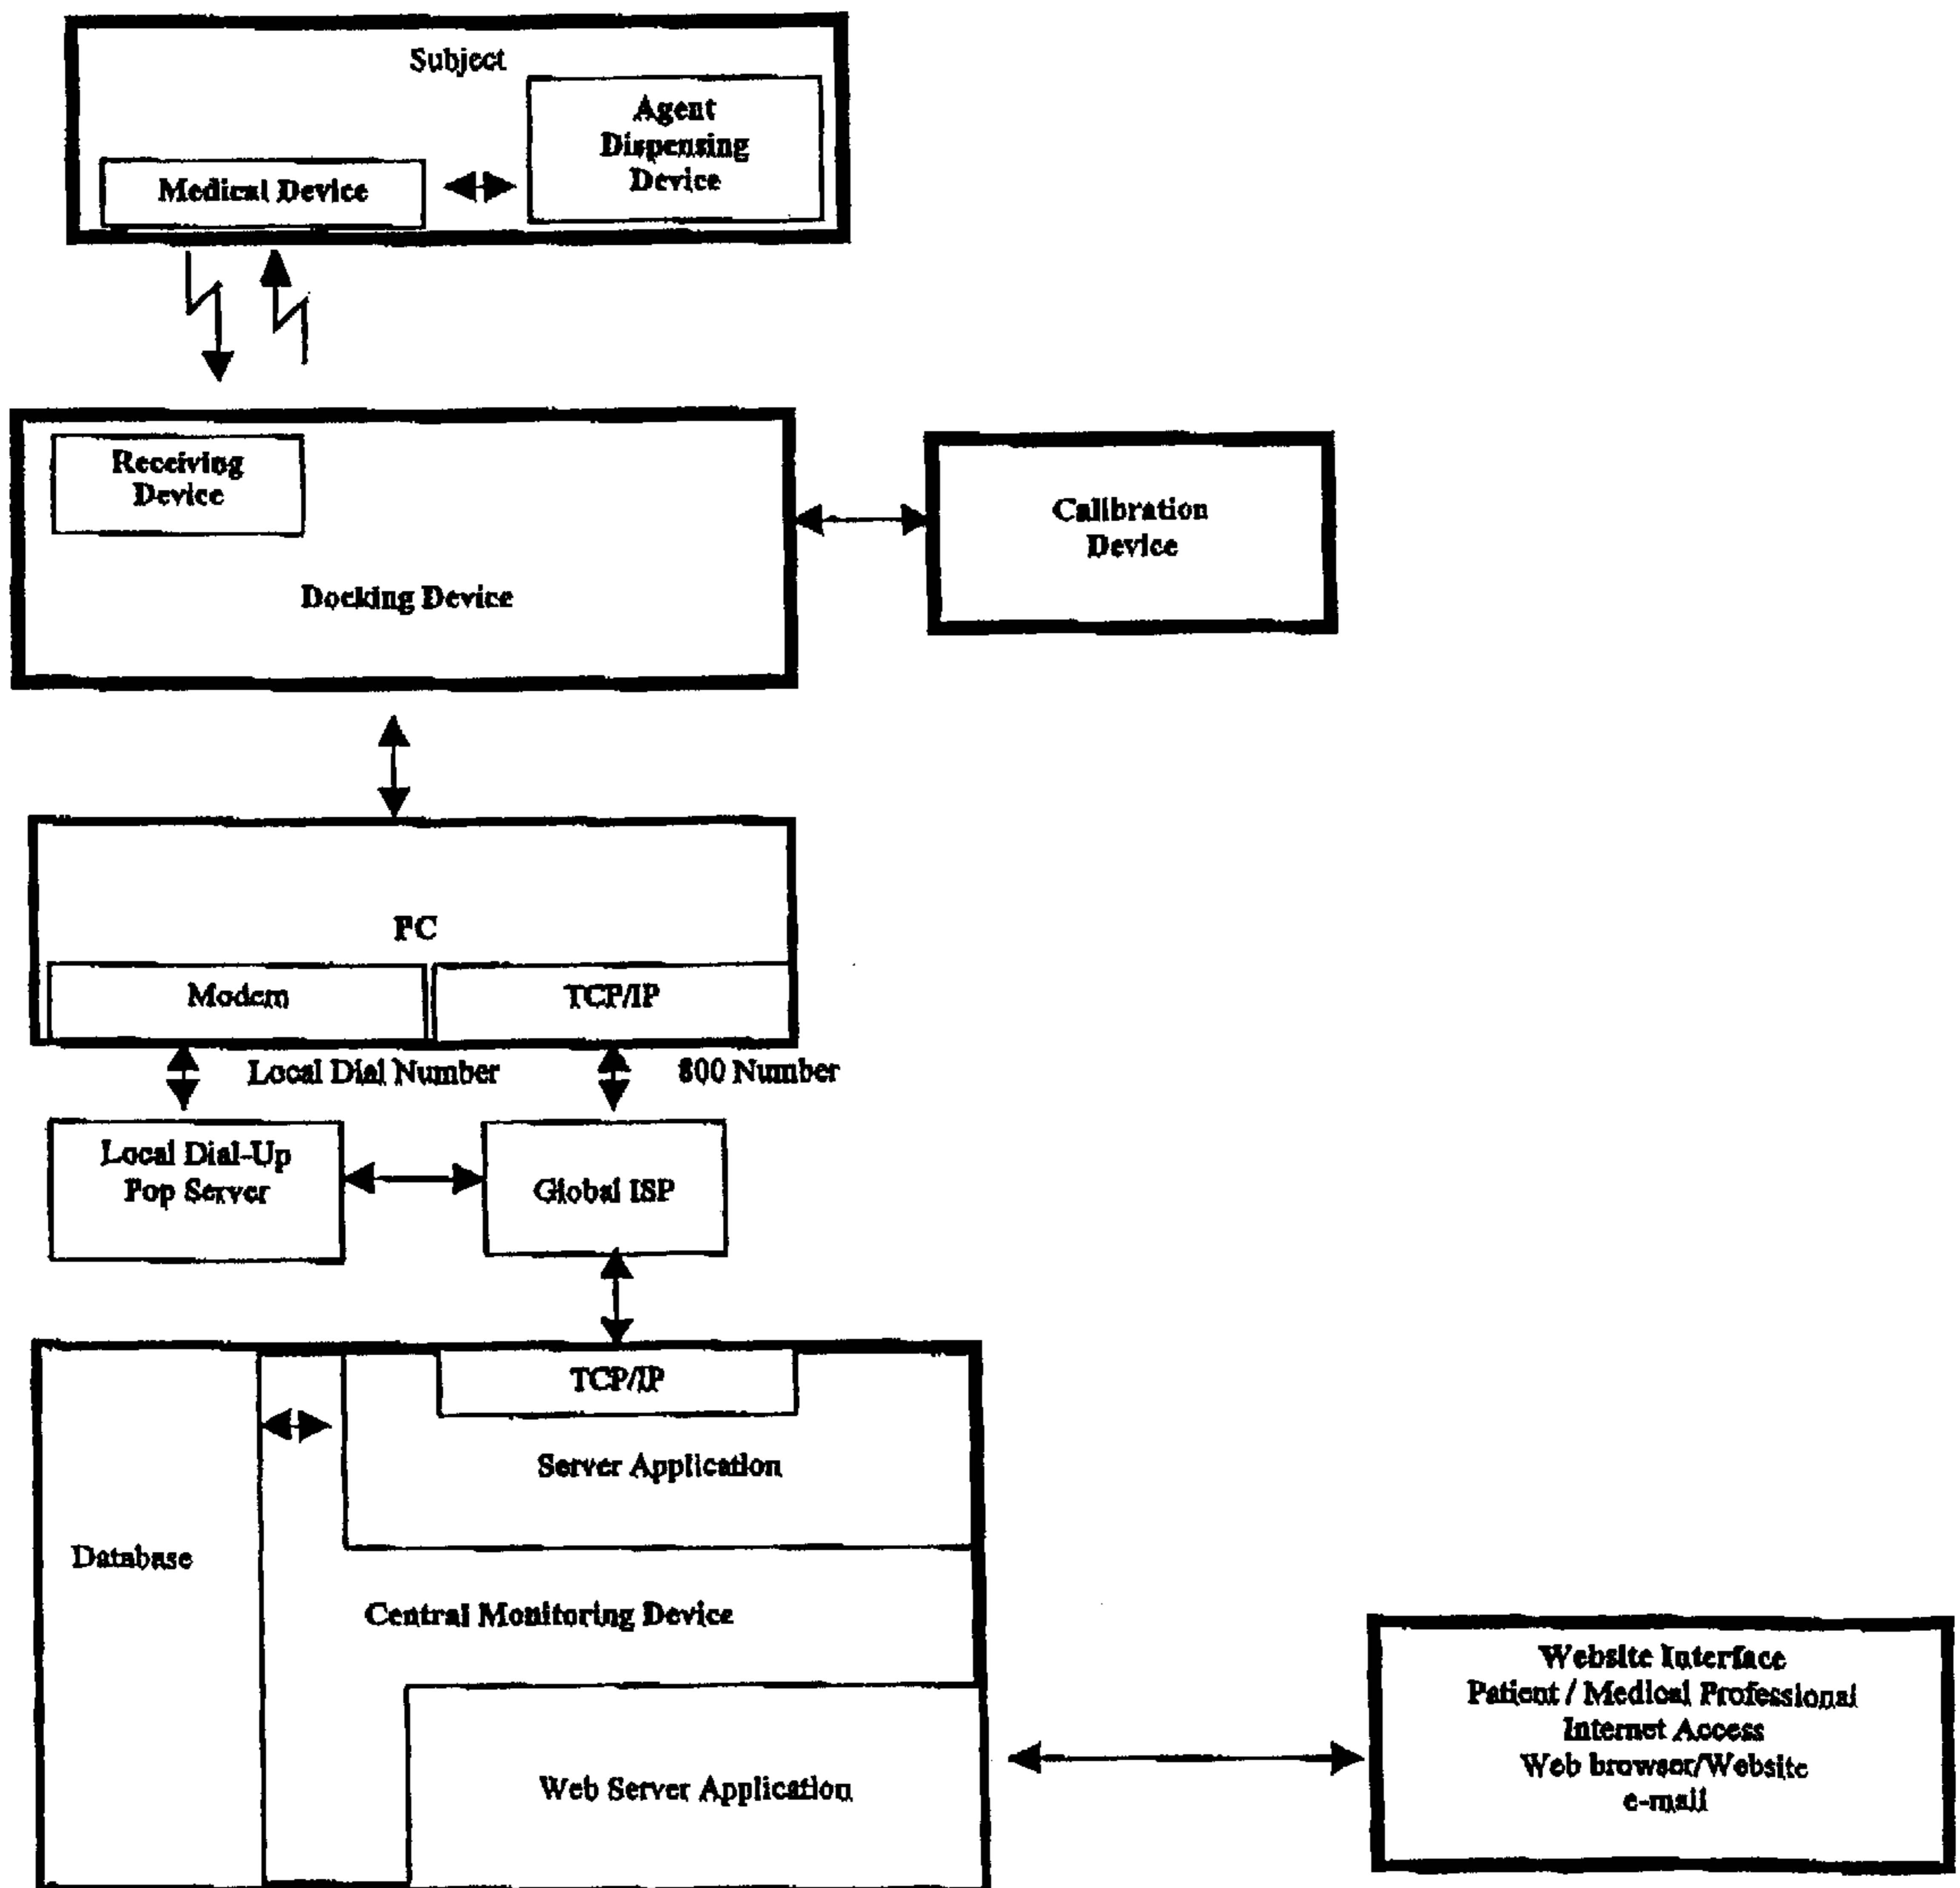 Subject
Agent
Dispensing
Device
Medical Device
Receiving
Device
Docking Device
Calibration
Device
PC
Modem
TCP/IP
Local Dial Number
800 Number
Local Dial-Up
Pop Server
Global ISP
TCP/IP
Server Application
Database
Central Monitoring Device
Web Server Application
Website Interface
Patient / Medical Professional
Internet Access
Web browser/Website
e-mail